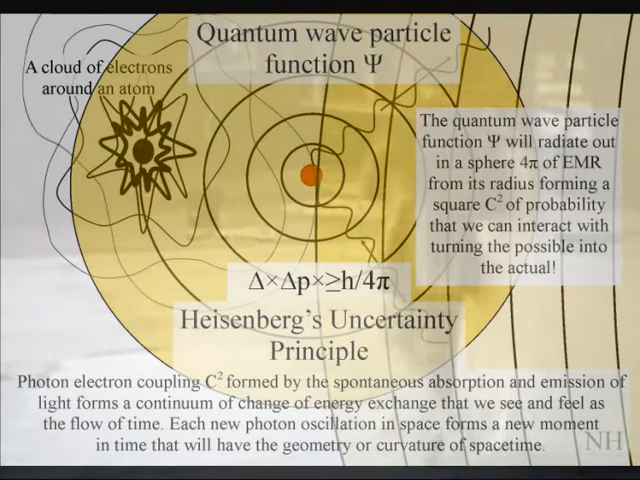 Quantum wave particle
function Ψ
A cloud of electrons
around an atom
The quantum wave particle
function Ψ will radiate out
in a sphere 4π of EMR
from its radius forming a
square C² of probability
that we can interact with
turning the possible into
the actual!
Δ×Δp×≥h/4π
Heisenberg's Uncertainty
Principle
Photon electron coupling C² formed by the spontaneous absorption and emission of
light forms a continuum of change of energy exchange that we see and feel as
the flow of time. Each new photon oscillation in space forms a new moment
in time that will have the geometry or curvature of spacetime.
NH